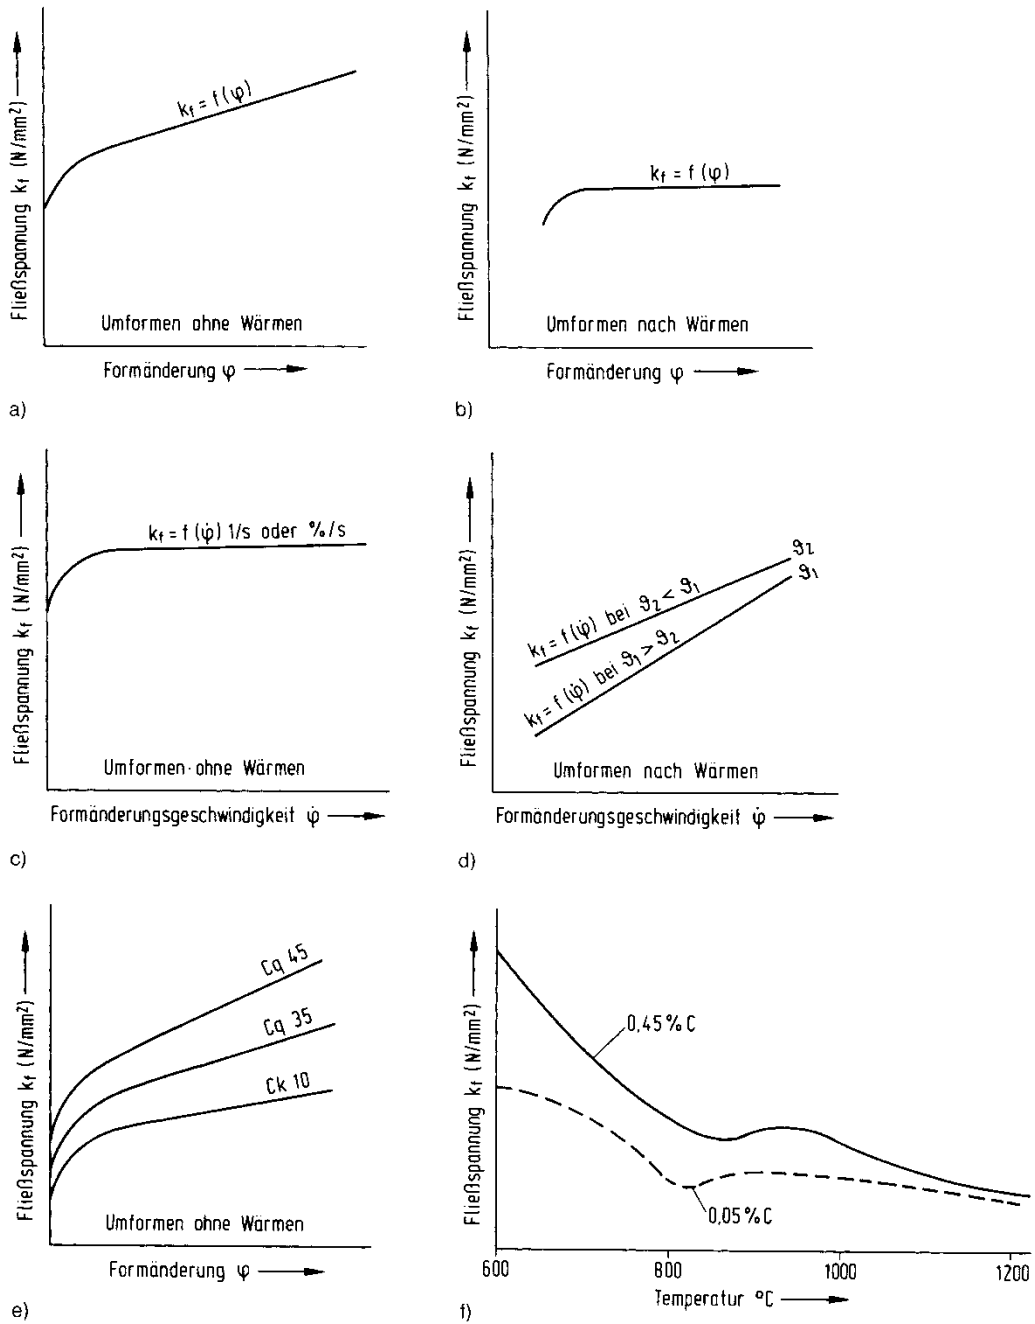 Fließspannung kf (N/mm²)
kf = f(φ)
Umformen ohne Wärmen
Formänderung φ
a)
Fließspannung kf (N/mm²)
kf = f(φ)
Umformen nach Wärmen
Formänderung φ
b)
Fließspannung kf (N/mm²)
kf = f(φ̇) 1/s oder %/s
Umformen ohne Wärmen
Formänderungsgeschwindigkeit φ̇
c)
Fließspannung kf (N/mm²)
ϑ2
ϑ1
kf = f(φ̇) bei ϑ2 < ϑ1
kf = f(φ̇) bei ϑ1 > ϑ2
Umformen nach Wärmen
Formänderungsgeschwindigkeit φ̇
d)
Fließspannung kf (N/mm²)
Cq 45
Cq 35
Ck 10
Umformen ohne Wärmen
Formänderung φ
e)
Fließspannung kf (N/mm²)
0,45% C
0,05% C
600 800 1000 1200
Temperatur °C
f)